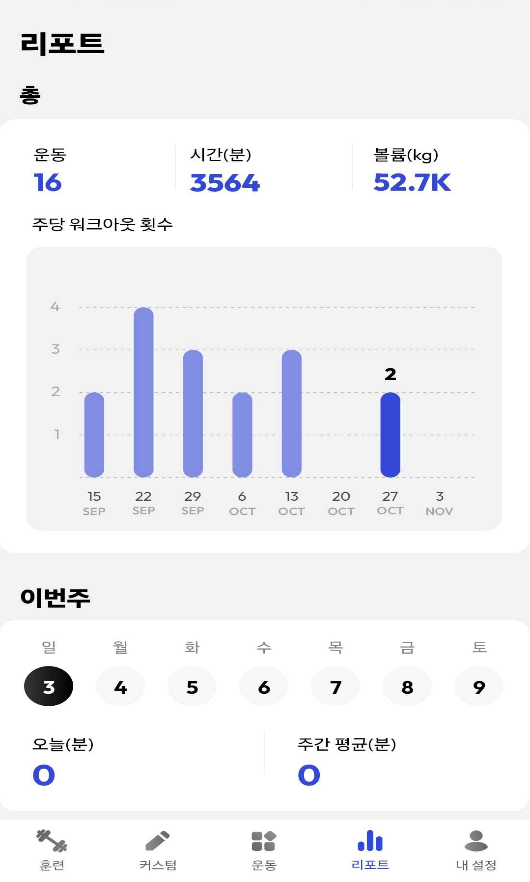 리포트
총
운동 시간(분) 볼륨(kg)
16 3564 52.7K
주당 워크아웃 횟수
4
3
2
2
1
15 22 29 6 13 20 27 3
SEP SEP SEP OCT OCT OCT OCT NOV
이번주
일 월 화 수 목 금 토
3 4 5 6 7 8 9
오늘(분) 주간 평균(분)
0 0
훈련 커스텀 운동 리포트 내 설정